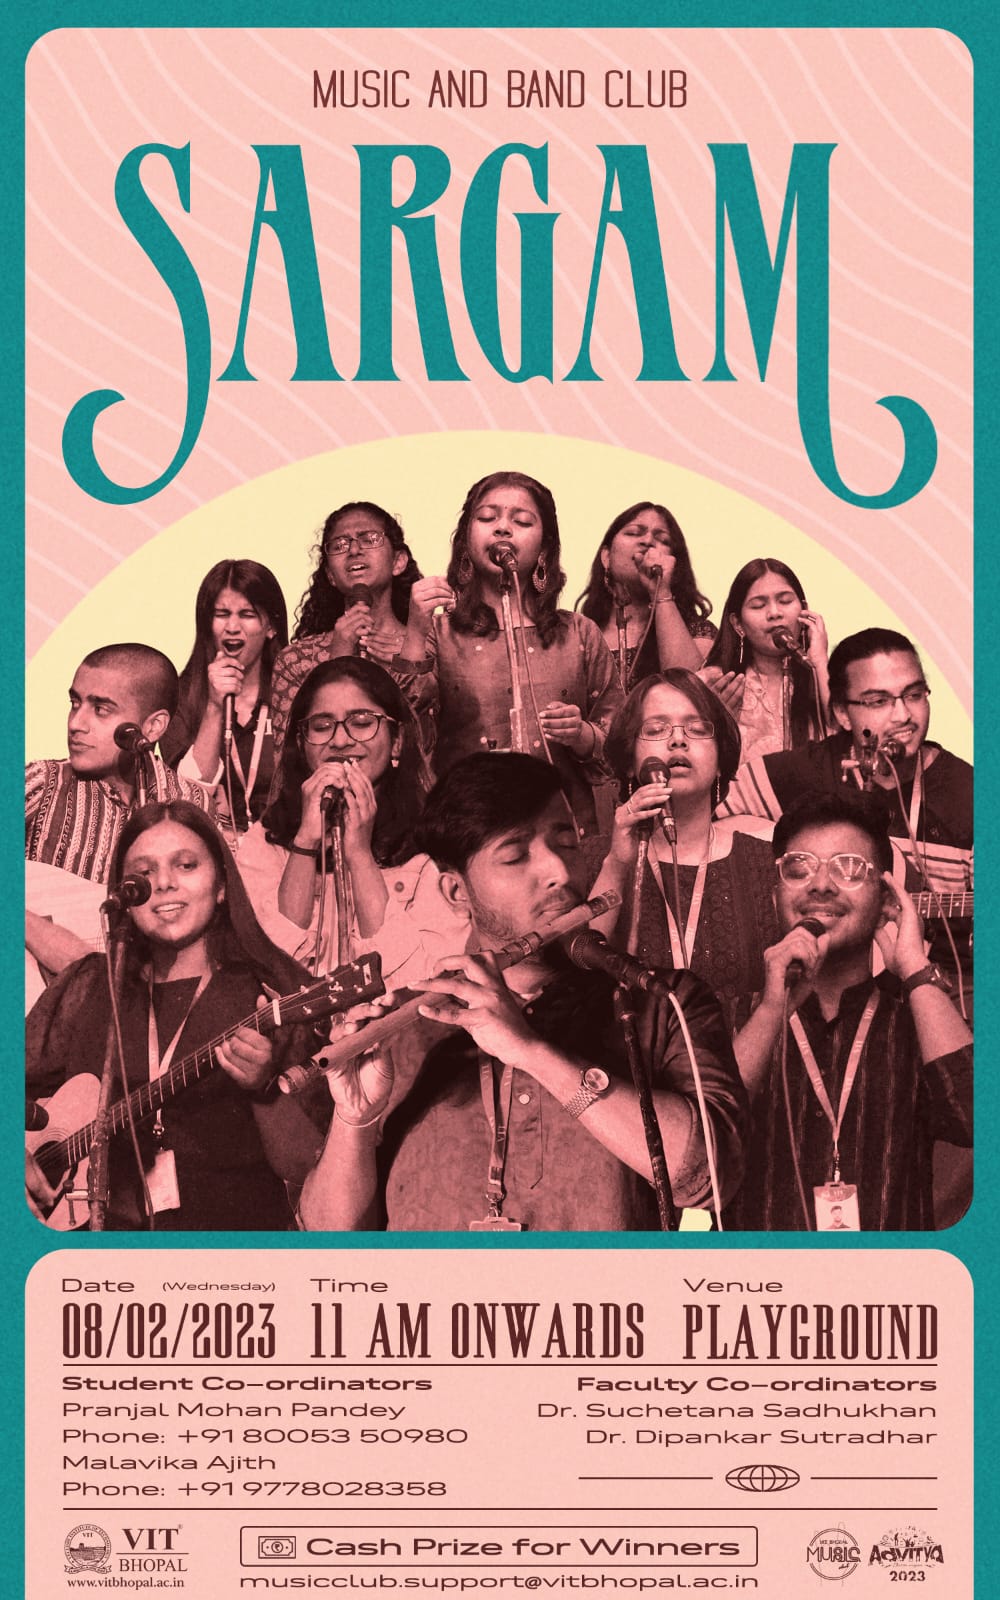 MUSIC AND BAND CLUB
SARGAM
Date (Wednesday) Time Venue
08/02/2023 11 AM ONWARDS PLAYGROUND
Student Co-ordinators
Pranjal Mohan Pandey
Phone: +91 80053 50980
Malavika Ajith
Phone: +91 9778028358
Faculty Co-ordinators
Dr. Suchetana Sadhukhan
Dr. Dipankar Sutradhar
VIT
VIT
BHOPAL
www.vitbhopal.ac.in
Cash Prize for Winners
musicclub.support@vitbhopal.ac.in
MUSIC
ADVITYA
2023